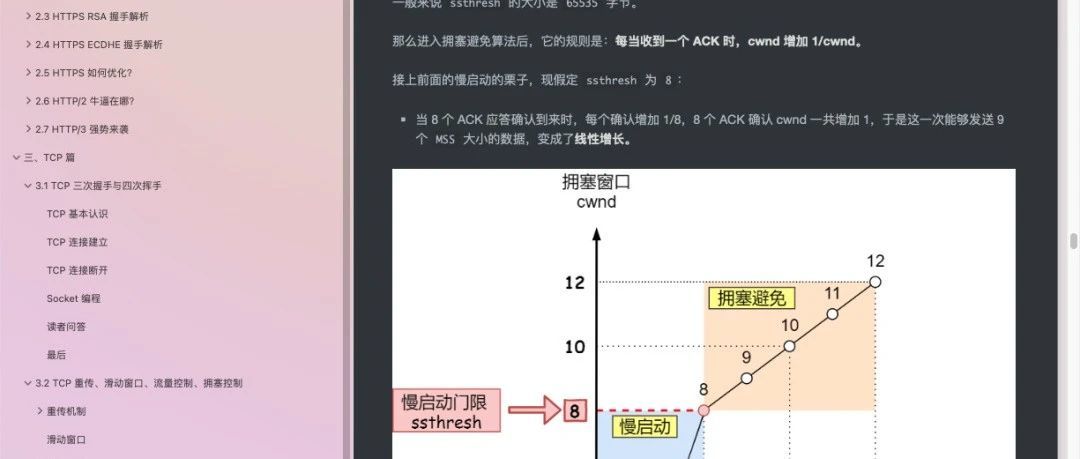 2.3 HTTPS RSA 握手解析
2.4 HTTPS ECDHE 握手解析
2.5 HTTPS 如何优化?
2.6 HTTP/2 牛逼在哪?
2.7 HTTP/3 强势来袭
三、TCP 篇
3.1 TCP 三次握手与四次挥手
TCP 基本认识
TCP 连接建立
TCP 连接断开
Socket 编程
读者问答
最后
3.2 TCP 重传、滑动窗口、流量控制、拥塞控制
重传机制
滑动窗口
一般来说 ssthresh 的大小是 65535 字节。
那么进入拥塞避免算法后，它的规则是：每当收到一个 ACK 时，cwnd 增加 1/cwnd。
接上前面的慢启动的栗子，现假定 ssthresh 为 8：
当 8 个 ACK 应答确认到来时，每个确认增加 1/8，8 个 ACK 确认 cwnd 一共增加 1，于是这一次能够发送 9
个 MSS 大小的数据，变成了线性增长。
拥塞窗口
cwnd
12
12
拥塞避免
11
10
10
9
8
慢启动门限
ssthresh
8
慢启动